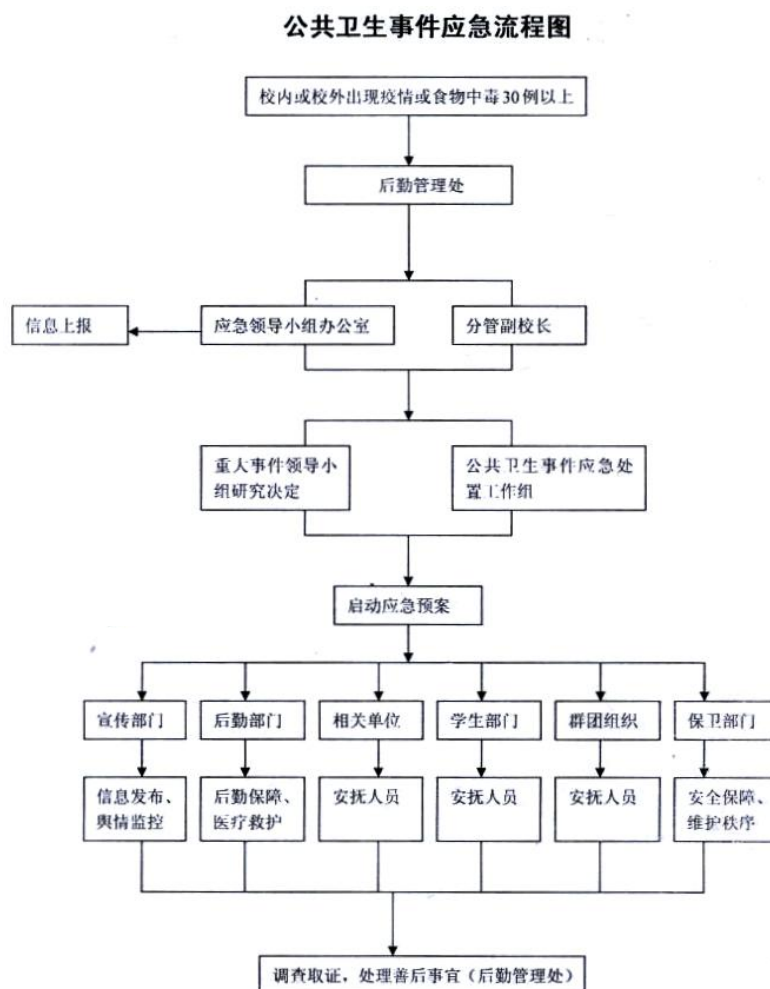 公共卫生事件应急流程图
校内或校外出现疫情或食物中毒30例以上
后勤管理处
信息上报
应急领导小组办公室
分管副校长
重大事件领导小
组研究决定
公共卫生事件应急处
置工作组
启动应急预案
宣传部门
后勤部门
相关单位
学生部门
群团组织
保卫部门
信息发布、
舆情监控
后勤保障、
医疗救护
安抚人员
安抚人员
安抚人员
安全保障、
维护秩序
调查取证，处理善后事宜（后勤管理处）